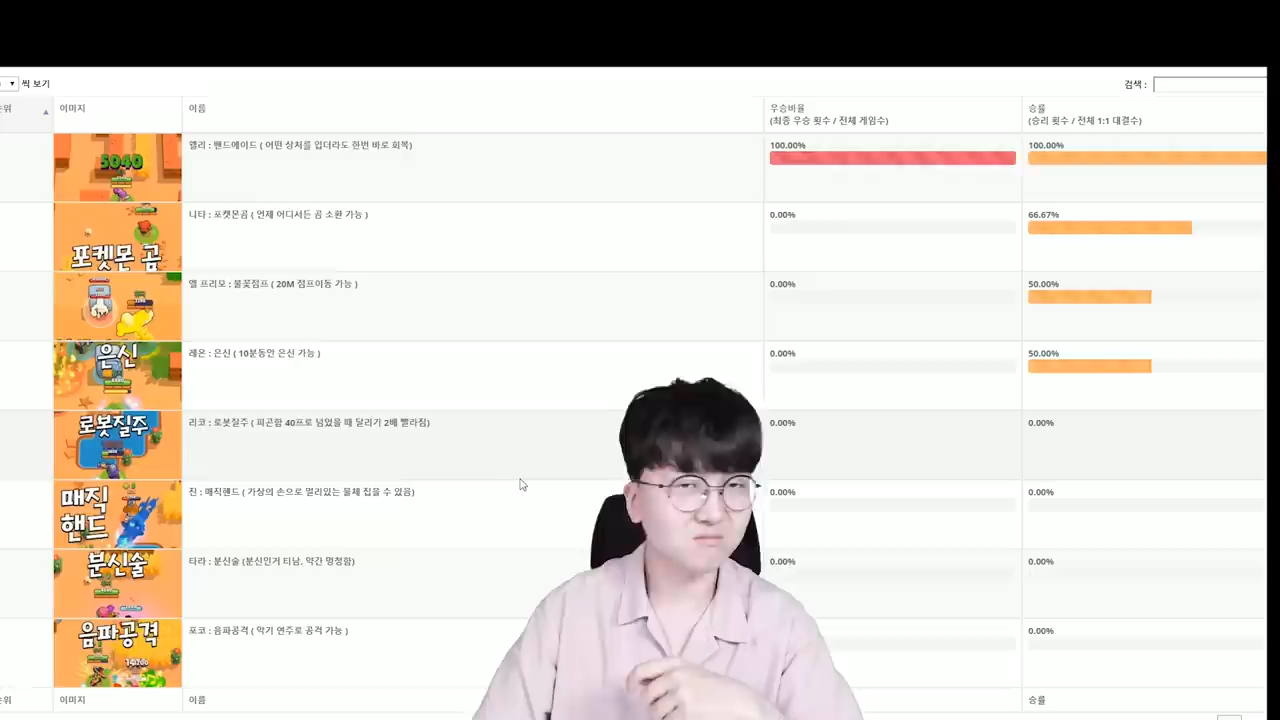 씩 보기
검색 :
순위
이미지
이름
우승비율
(최종 우승 횟수 / 전체 게임수)
승률
(승리 횟수 / 전체 1:1 대결수)
5040
엘리 : 밴드에이드 ( 어떤 상처를 입더라도 한번 바로 회복)
100.00%
100.00%
포켓몬 곰
니타 : 포캣몬곰 ( 언제 어디서든 곰 소환 가능 )
0.00%
66.67%
엘 프리모 : 불꽃점프 ( 20M 점프이동 가능 )
0.00%
50.00%
은신
레온 : 은신 ( 10분동안 은신 가능 )
0.00%
50.00%
로봇질주
리코 : 로봇질주 ( 피곤함 40프로 넘었을 때 달리기 2배 빨라짐)
0.00%
0.00%
매직
핸드
진 : 매직핸드 ( 가상의 손으로 멀리있는 물체 집을 수 있음)
0.00%
0.00%
분신술
타라 : 분신술 (분신인거 티남. 약간 멍청함)
0.00%
0.00%
음파공격
포코 : 음파공격 ( 악기 연주로 공격 가능 )
0.00%
이미지
이름
승률